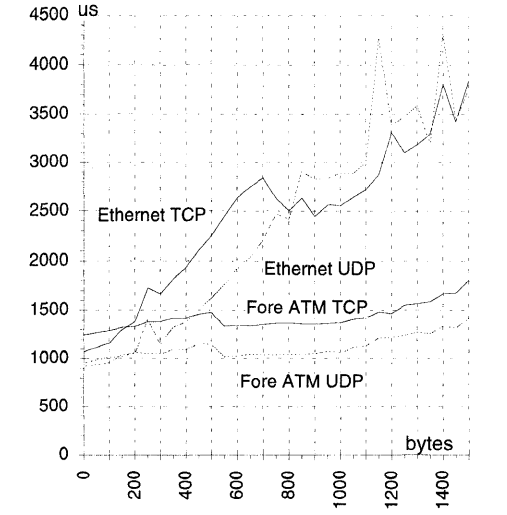 4500 us
4000
3500
3000
2500
Ethernet TCP
2000
Ethernet UDP
1500
Fore ATM TCP
1000
Fore ATM UDP
500
bytes
0
0 200 400 600 800 1000 1200 1400